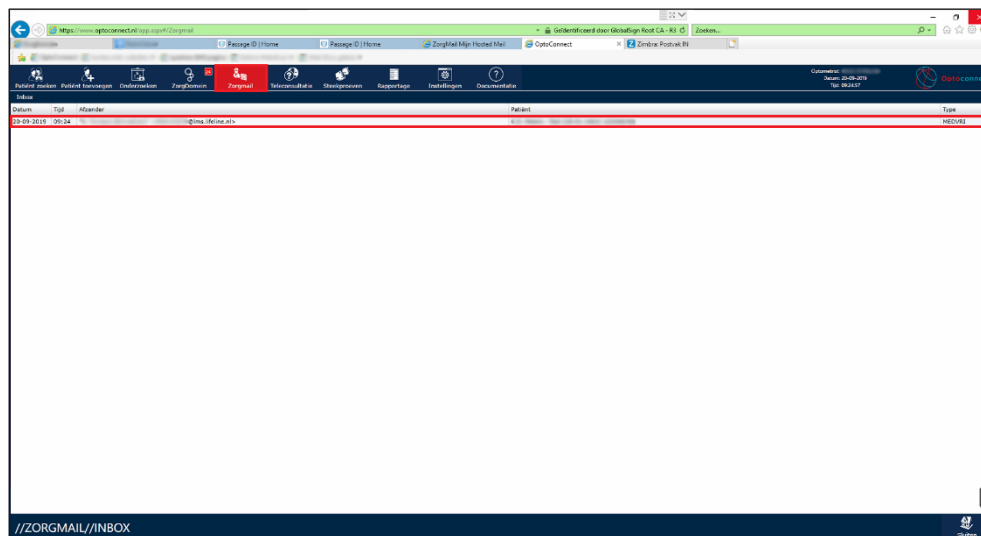 https://www.optoconnect.nl/app.aspx#/Zorgmail
Geïdentificeerd door GlobalSign Root CA - R3
Zoeken...
Passage ID | Home
Passage ID | Home
ZorgMail Mijn Hosted Mail
OptoConnect
Zimbra: Postvak IN
Patiënt zoeken Patiënt toevoegen Onderzoeken ZorgDomein Zorgmail Teleconsultatie Steekproeven Rapportage Instellingen Documentatie
Optometrist:
Datum: 20-09-2019
Tijd: 09:24:57
Optoconne
Inbox
Datum Tijd Afzender Patiënt Type
20-09-2019 09:24 @lms.lifeline.nl> MEDVRI
//ZORGMAIL//INBOX
Sluiten